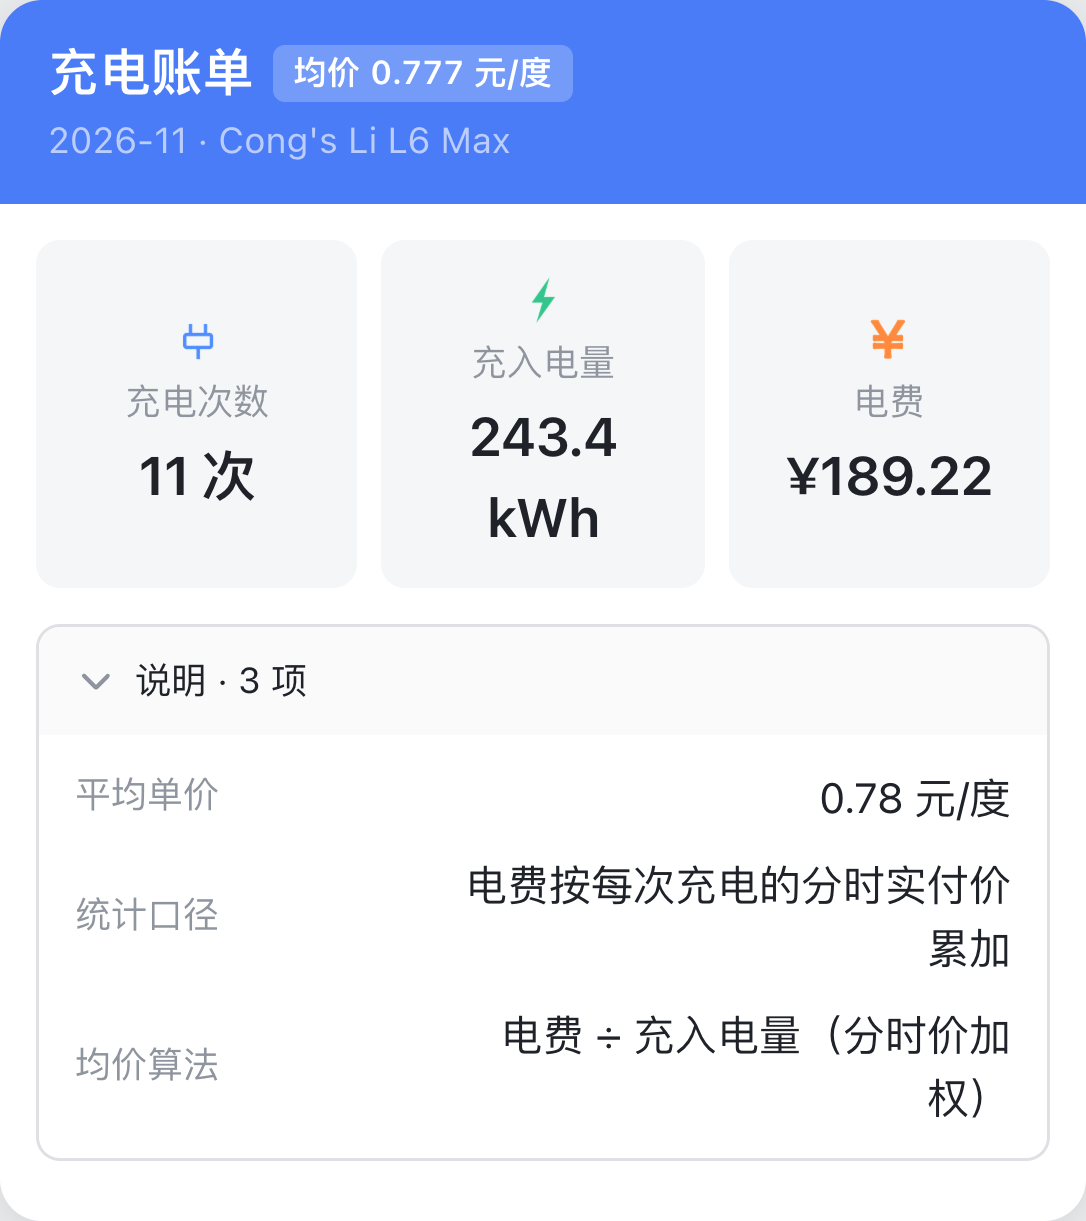 充电账单
均价 0.777 元/度
2026-11 · Cong's Li L6 Max
充电次数
11 次
充入电量
243.4
kWh
¥
电费
¥189.22
说明 · 3 项
平均单价
0.78 元/度
统计口径
电费按每次充电的分时实付价
累加
均价算法
电费 ÷ 充入电量（分时价加
权）